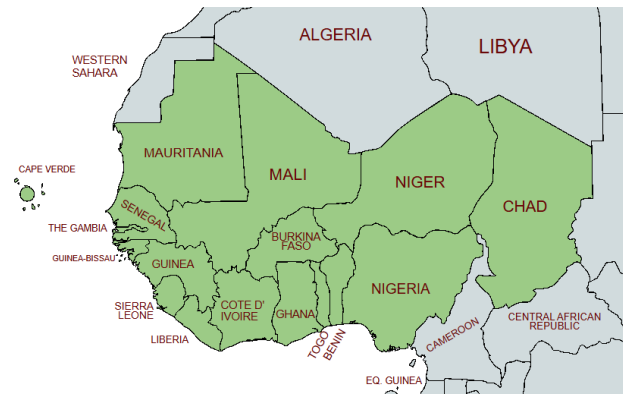 ALGERIA
LIBYA
WESTERN
SAHARA
MAURITANIA
CAPE VERDE
MALI
NIGER
CHAD
SENEGAL
THE GAMBIA
BURKINA
FASO
GUINEA-BISSAU
GUINEA
NIGERIA
SIERRA
LEONE
COTE D'
IVOIRE
GHANA
CENTRAL AFRICAN
REPUBLIC
LIBERIA
TOGO
BENIN
CAMEROON
EQ. GUINEA